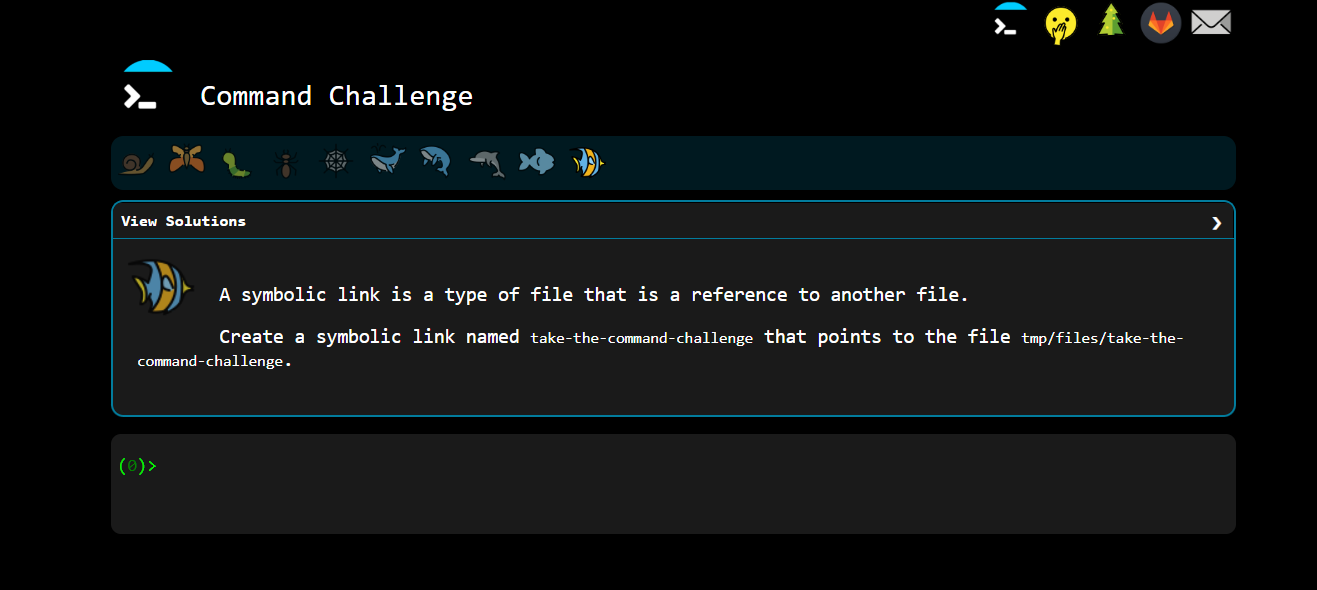 Command Challenge
View Solutions
A symbolic link is a type of file that is a reference to another file.
Create a symbolic link named take-the-command-challenge that points to the file tmp/files/take-the-
command-challenge.
(0)>